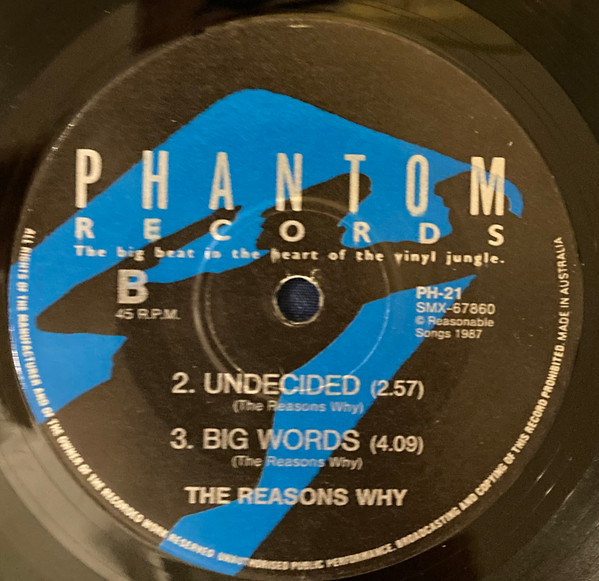 PHANTOM
RECORDS
The big beat in the heart of the vinyl jungle.
B
45 R.P.M.
PH-21
SMX-67860
© Reasonable
Songs 1987
2. UNDECIDED (2.57)
(The Reasons Why)
3. BIG WORDS (4.09)
(The Reasons Why)
THE REASONS WHY
ALL RIGHTS OF THE MANUFACTURER AND OF THE OWNER OF THE RECORDED WORK RESERVED. UNAUTHORISED PUBLIC PERFORMANCE, BROADCASTING AND COPYING OF THIS RECORD PROHIBITED. MADE IN AUSTRALIA